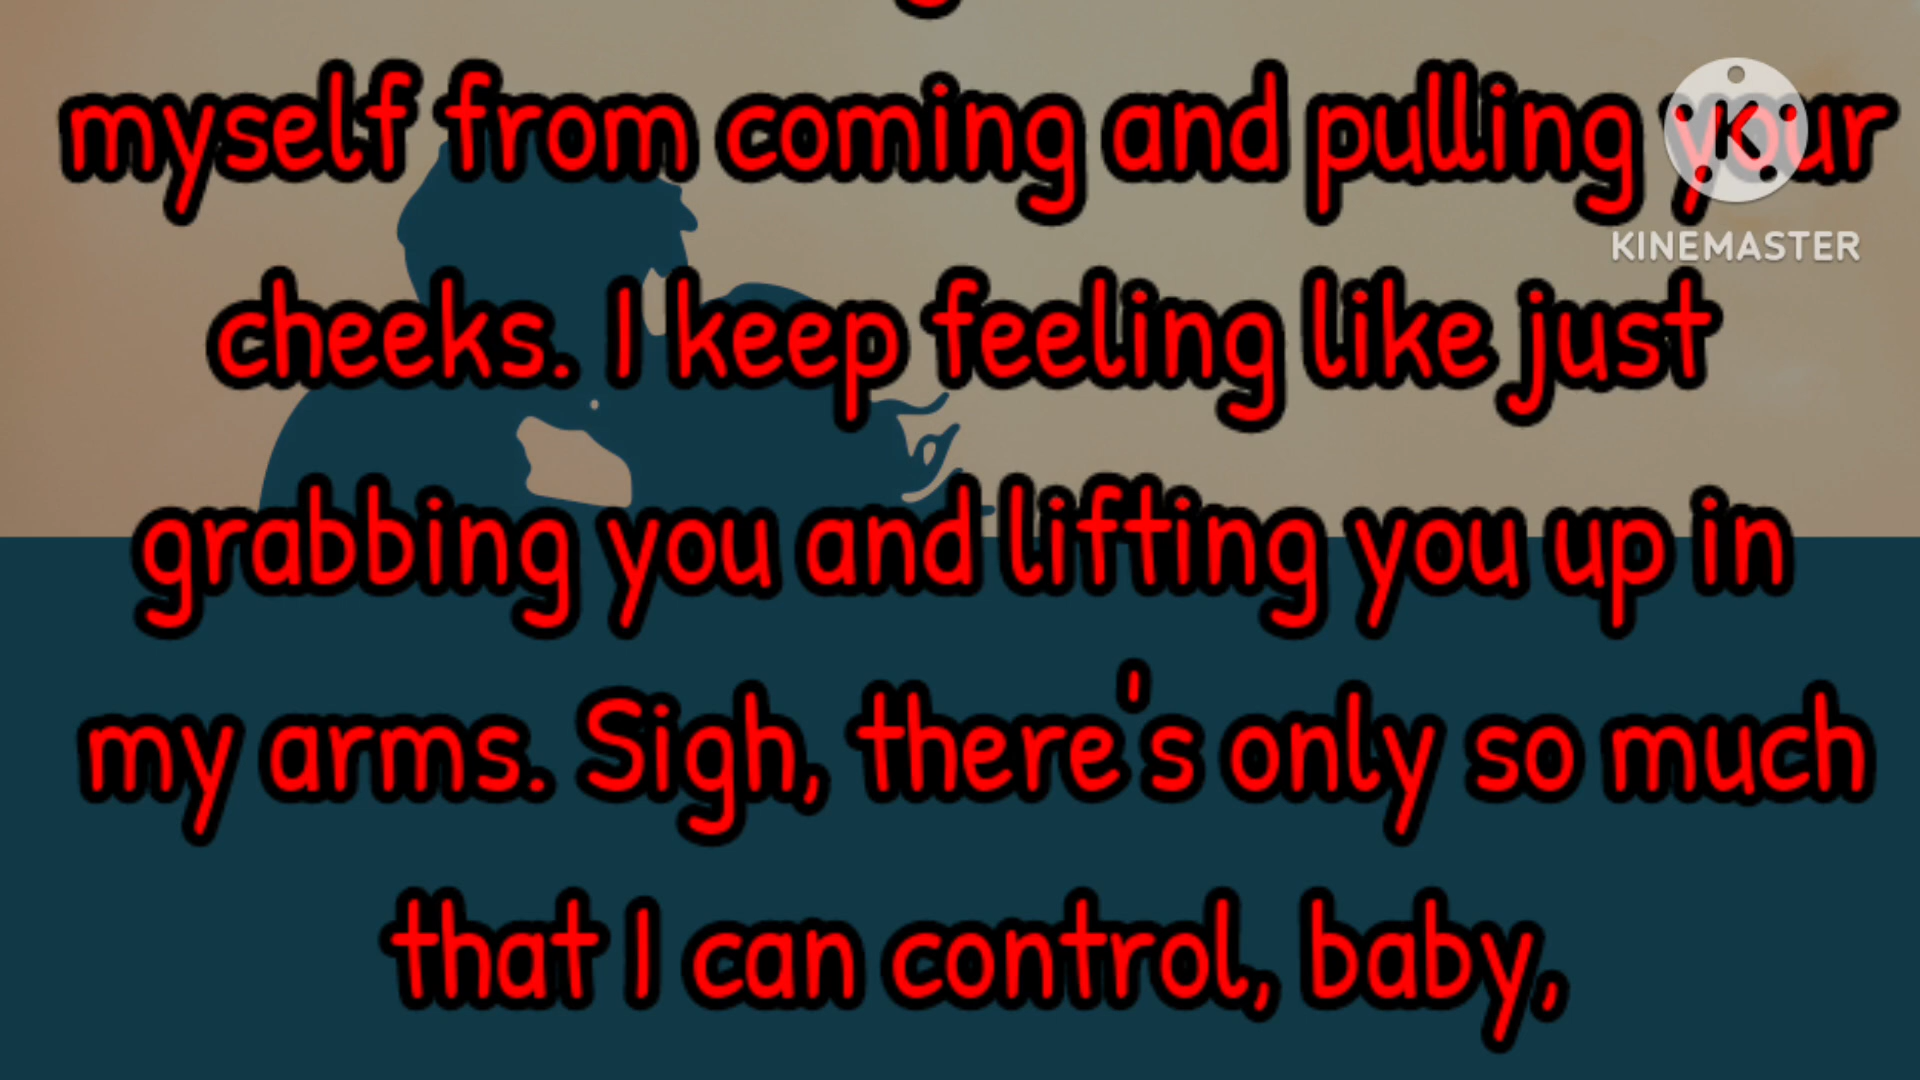 myself from coming and pulling your
K
KINEMASTER
cheeks. I keep feeling like just
grabbing you and lifting you up in
my arms. Sigh, there's only so much
that I can control, baby,